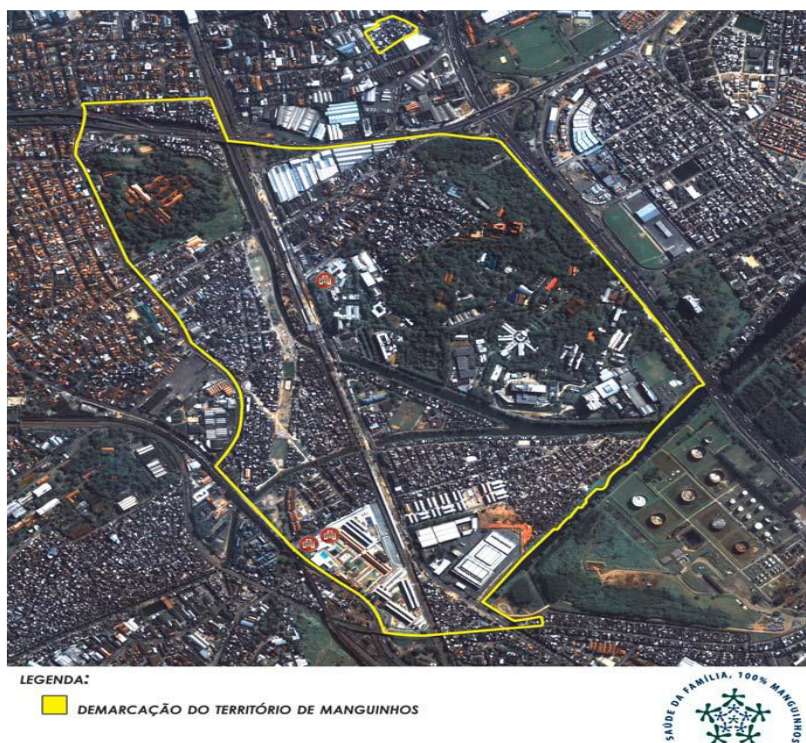 LEGENDA:
DEMARCAÇÃO DO TERRITÓRIO DE MANGUINHOS
SAÚDE DA FAMÍLIA, 100% MANGUINHOS